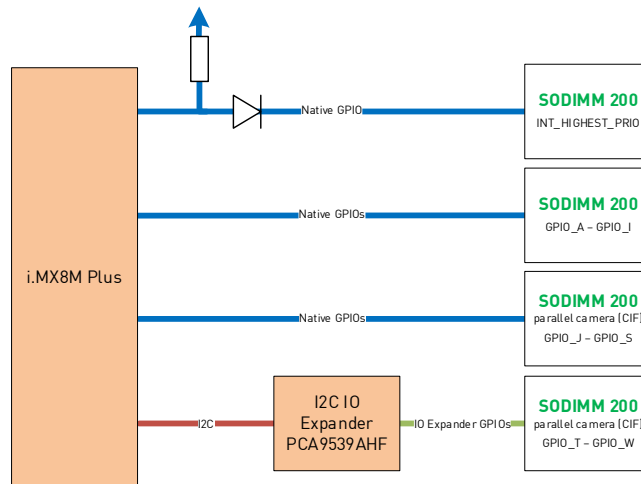 SODIMM 200
Native GPIO
INT_HIGHEST_PRIO
SODIMM 200
Native GPIOs
GPIO_A – GPIO_I
i.MX8M Plus
SODIMM 200
Native GPIOs
parallel camera (CIF)
GPIO_J – GPIO_S
I2C IO
Expander
PCA9539AHF
I2C
IO Expander GPIOs
SODIMM 200
parallel camera (CIF)
GPIO_T – GPIO_W